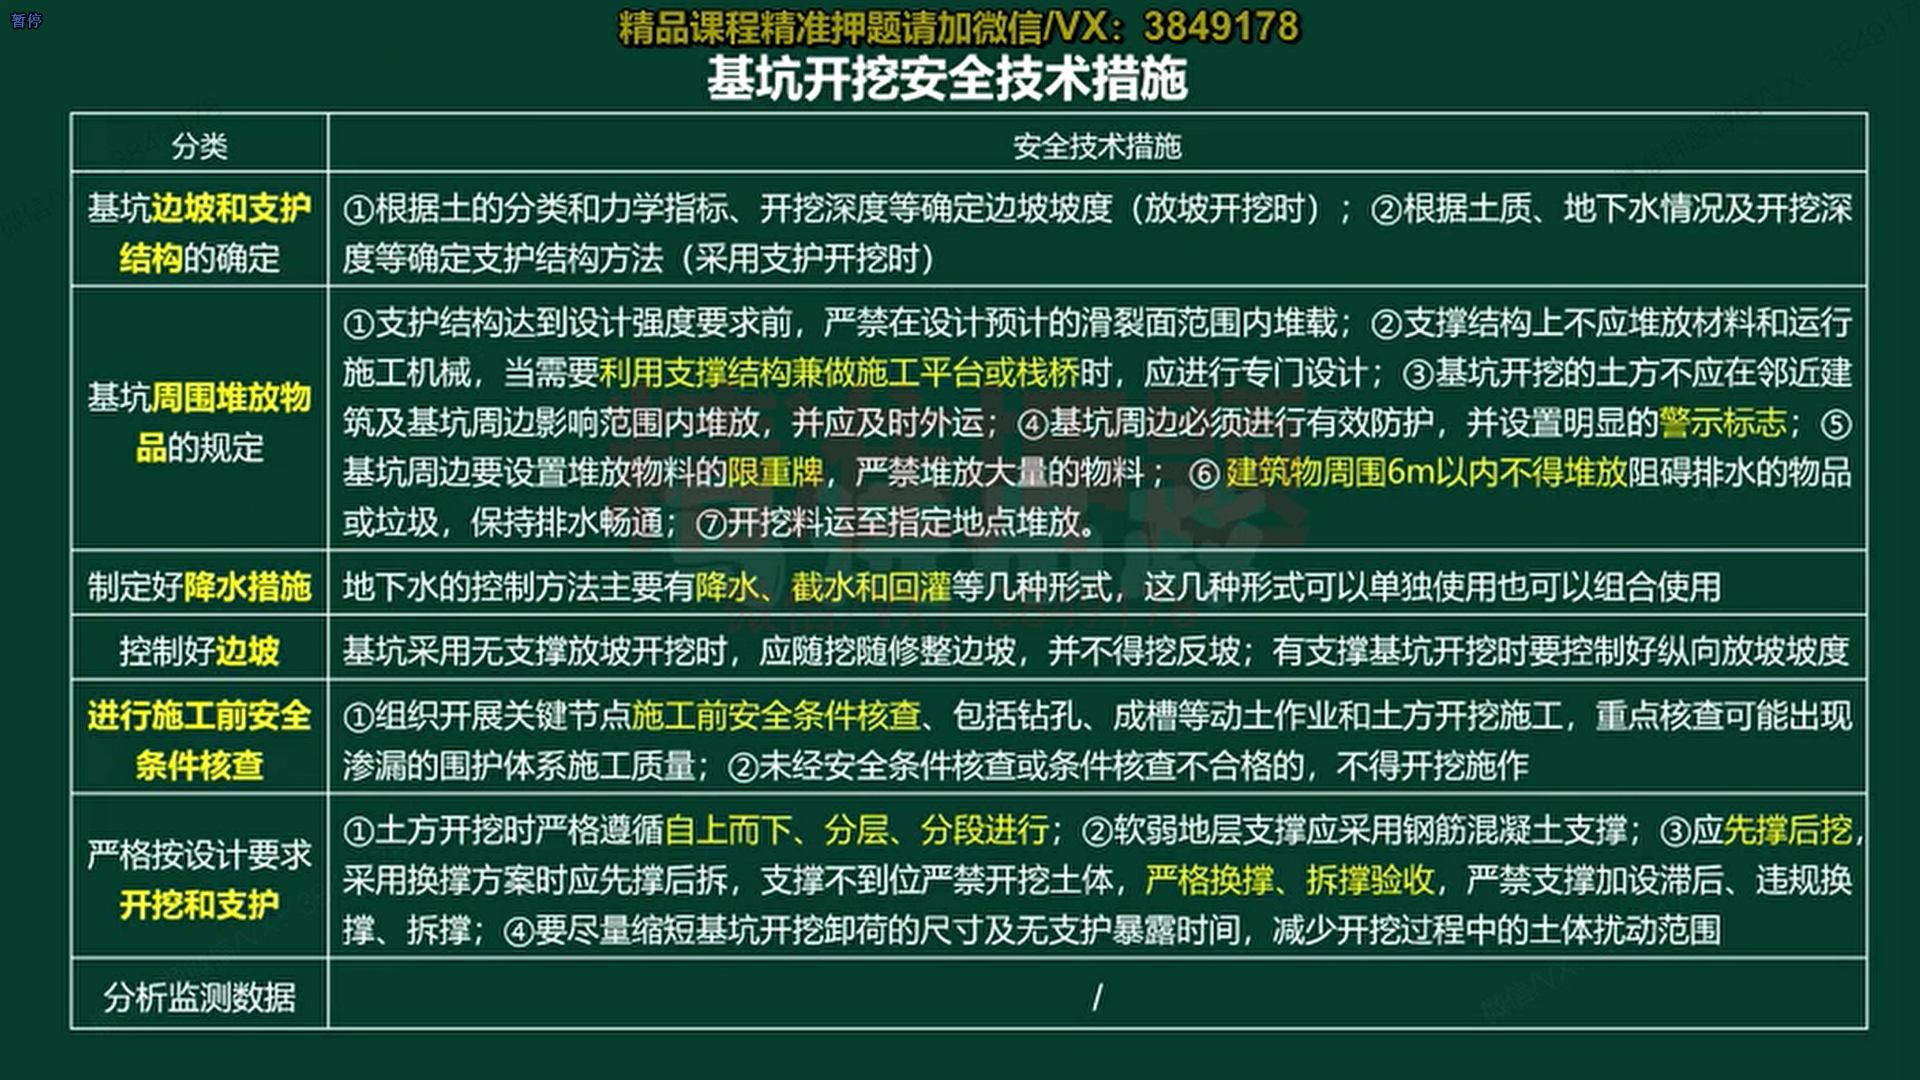 暂停
精品课程精准押题请加微信/VX：3849178
基坑开挖安全技术措施
分类
安全技术措施
基坑边坡和支护
结构的确定
①根据土的分类和力学指标、开挖深度等确定边坡坡度（放坡开挖时）；②根据土质、地下水情况及开挖深
度等确定支护结构方法（采用支护开挖时）
基坑周围堆放物
品的规定
①支护结构达到设计强度要求前，严禁在设计预计的滑裂面范围内堆载；②支撑结构上不应堆放材料和运行
施工机械，当需要利用支撑结构兼做施工平台或栈桥时，应进行专门设计；③基坑开挖的土方不应在邻近建
筑及基坑周边影响范围内堆放，并应及时外运；④基坑周边必须进行有效防护，并设置明显的警示标志；⑤
基坑周边要设置堆放物料的限重牌，严禁堆放大量的物料；⑥建筑物周围6m以内不得堆放阻碍排水的物品
或垃圾，保持排水畅通；⑦开挖料运至指定地点堆放。
制定好降水措施
地下水的控制方法主要有降水、截水和回灌等几种形式，这几种形式可以单独使用也可以组合使用
控制好边坡
基坑采用无支撑放坡开挖时，应随挖随修整边坡，并不得挖反坡；有支撑基坑开挖时要控制好纵向放坡坡度
进行施工前安全
条件核查
①组织开展关键节点施工前安全条件核查、包括钻孔、成槽等动土作业和土方开挖施工，重点核查可能出现
渗漏的围护体系施工质量；②未经安全条件核查或条件核查不合格的，不得开挖施作
严格按设计要求
开挖和支护
①土方开挖时严格遵循自上而下、分层、分段进行；②软弱地层支撑应采用钢筋混凝土支撑；③应先撑后挖，
采用换撑方案时应先撑后拆，支撑不到位严禁开挖土体，严格换撑、拆撑验收，严禁支撑加设滞后、违规换
撑、拆撑；④要尽量缩短基坑开挖卸荷的尺寸及无支护暴露时间，减少开挖过程中的土体扰动范围
分析监测数据
/